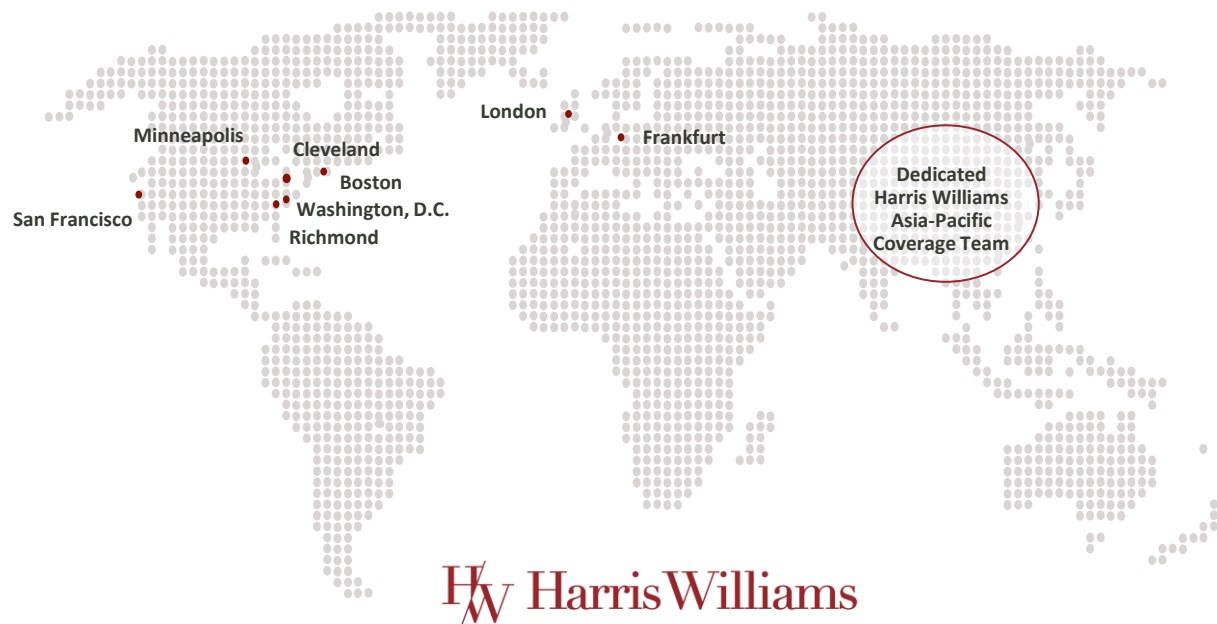 London
Minneapolis
Frankfurt
Cleveland
Boston
San Francisco
Washington, D.C.
Richmond
Dedicated
Harris Williams
Asia-Pacific
Coverage Team
HW Harris Williams